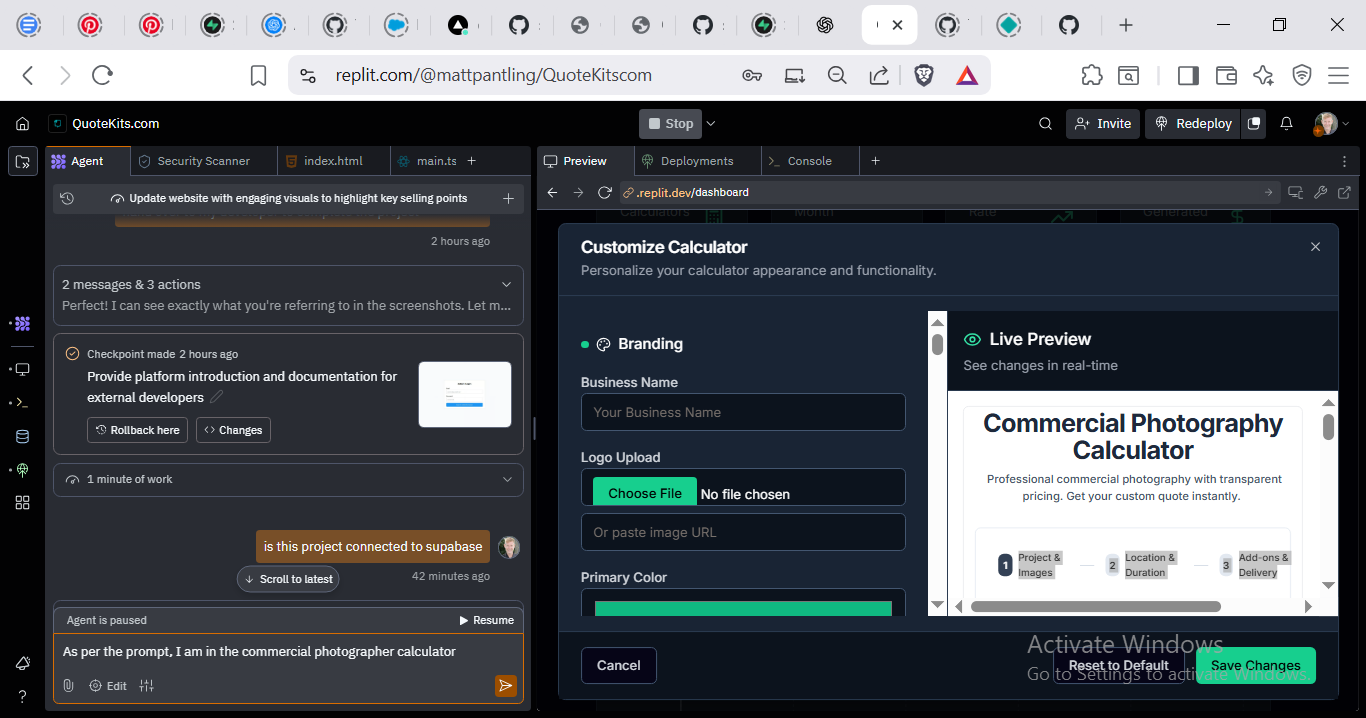 replit.com/@mattpantling/QuoteKitscom
QuoteKits.com
Stop
Invite
Redeploy
Agent
Security Scanner
index.html
main.ts
Preview
Deployments
Console
Update website with engaging visuals to highlight key selling points
.replit.dev/dashboard
2 hours ago
Calculators
Month
Rate
Generated
2 messages & 3 actions
Perfect! I can see exactly what you're referring to in the screenshots. Let m...
Checkpoint made 2 hours ago
Provide platform introduction and documentation for
external developers
Rollback here
Changes
1 minute of work
is this project connected to supabase
42 minutes ago
Scroll to latest
Agent is paused
Resume
As per the prompt, I am in the commercial photographer calculator
Edit
Customize Calculator
Personalize your calculator appearance and functionality.
Branding
Business Name
Your Business Name
Logo Upload
Choose File No file chosen
Or paste image URL
Primary Color
Live Preview
See changes in real-time
Commercial Photography
Calculator
Professional commercial photography with transparent
pricing. Get your custom quote instantly.
1 Project &
Images
2 Location &
Duration
3 Add-ons &
Delivery
Cancel
Reset to Default
Save Changes
Activate Windows
Go to Settings to activate Windows.